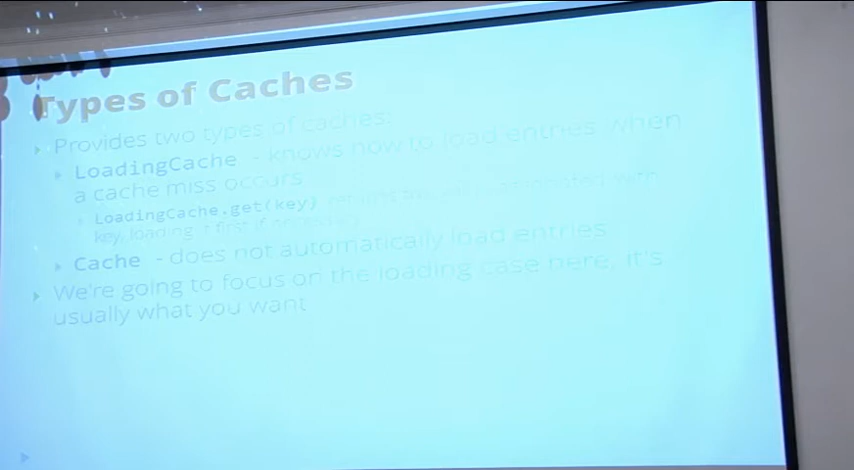 Types of Caches
Provides two types of caches:
LoadingCache - knows how to load entries when
a cache miss occurs
LoadingCache.get(key) returns the value associated with
key, loading it first if necessary
Cache - does not automatically load entries
We're going to focus on the loading case here. It's
usually what you want